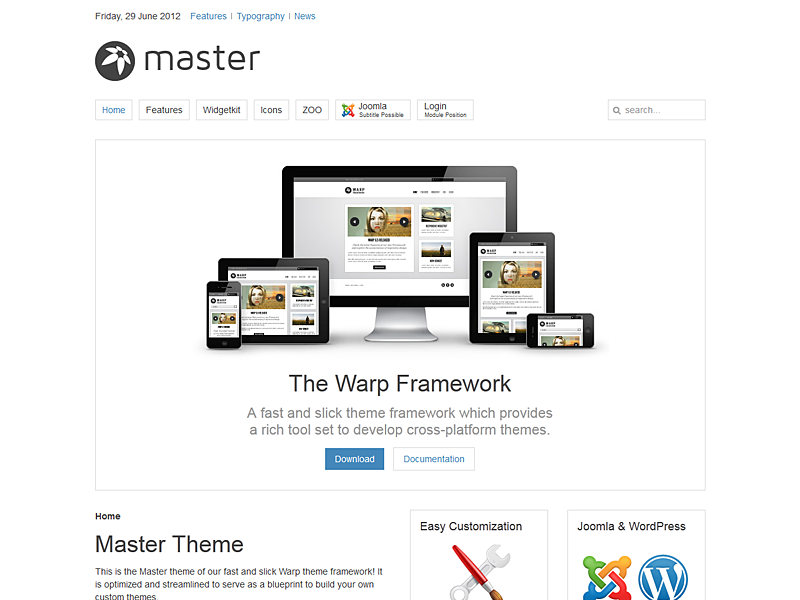 Friday, 29 June 2012 Features | Typography | News
master
Home Features Widgetkit Icons ZOO Joomla Subtitle Possible Login Module Position search...
WARP
The Warp Framework
A fast and slick theme framework which provides
a rich tool set to develop cross-platform themes.
Download Documentation
Home
Master Theme
This is the Master theme of our fast and slick Warp theme framework! It
is optimized and streamlined to serve as a blueprint to build your own
custom themes.
Easy Customization
Joomla & WordPress